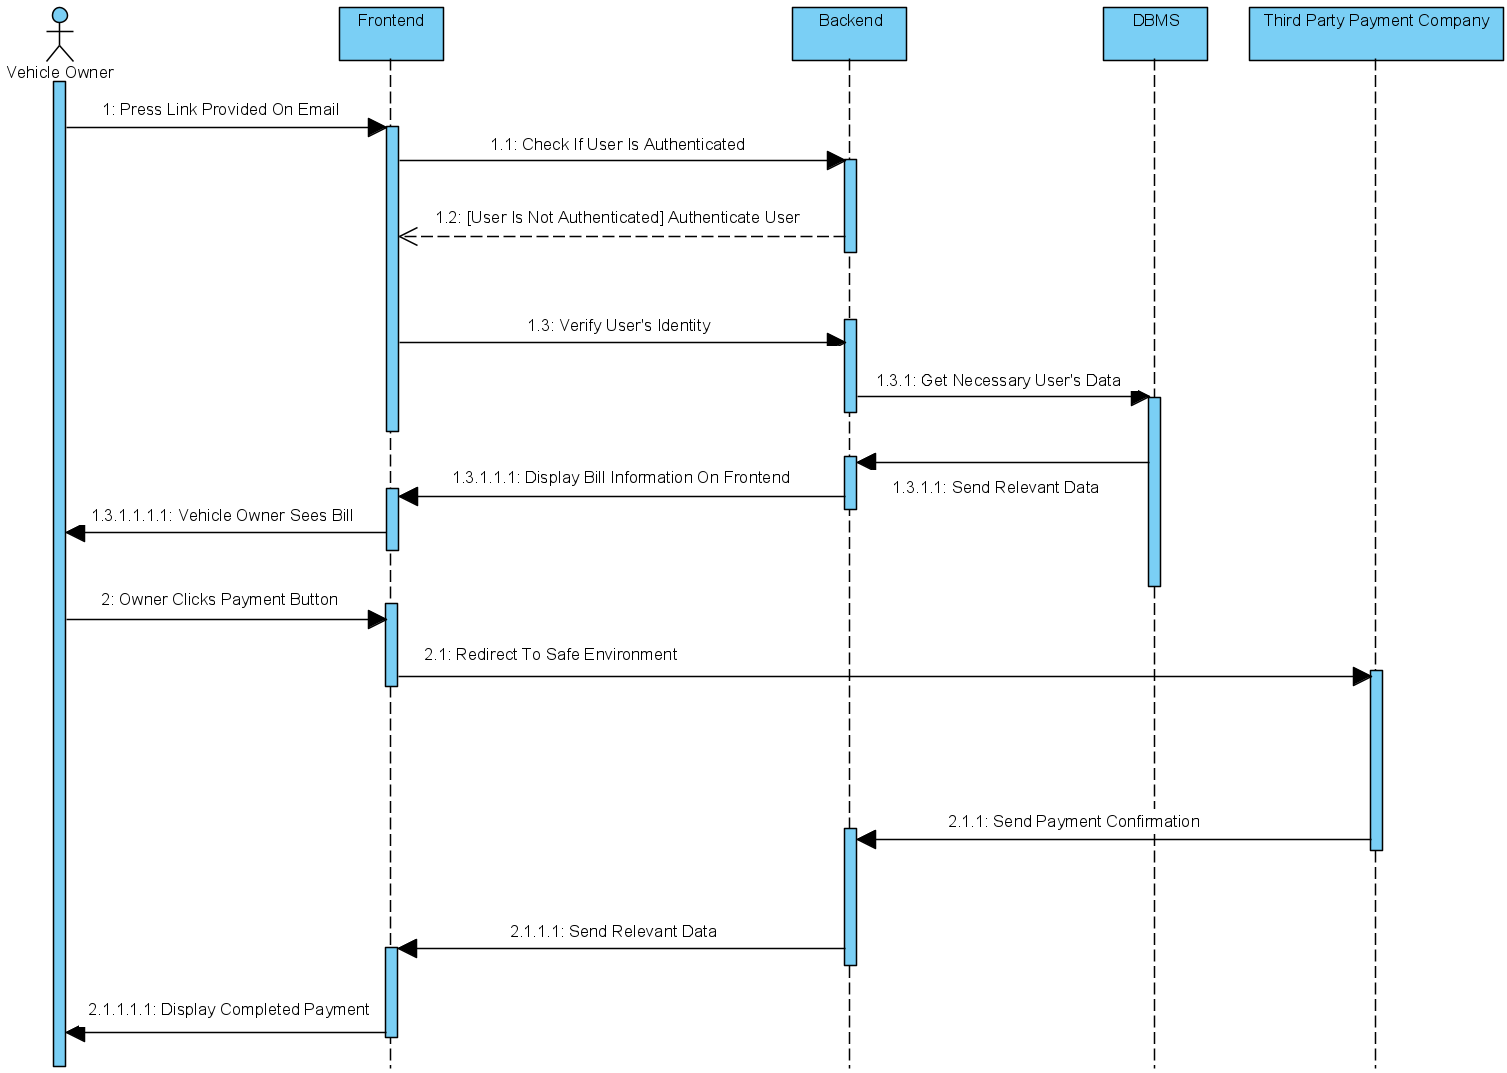 Frontend
Backend
DBMS
Third Party Payment Company
Vehicle Owner
1: Press Link Provided On Email
1.1: Check If User Is Authenticated
1.2: [User Is Not Authenticated] Authenticate User
1.3: Verify User's Identity
1.3.1: Get Necessary User's Data
1.3.1.1.1: Display Bill Information On Frontend
1.3.1.1: Send Relevant Data
1.3.1.1.1.1: Vehicle Owner Sees Bill
2: Owner Clicks Payment Button
2.1: Redirect To Safe Environment
2.1.1: Send Payment Confirmation
2.1.1.1: Send Relevant Data
2.1.1.1.1: Display Completed Payment